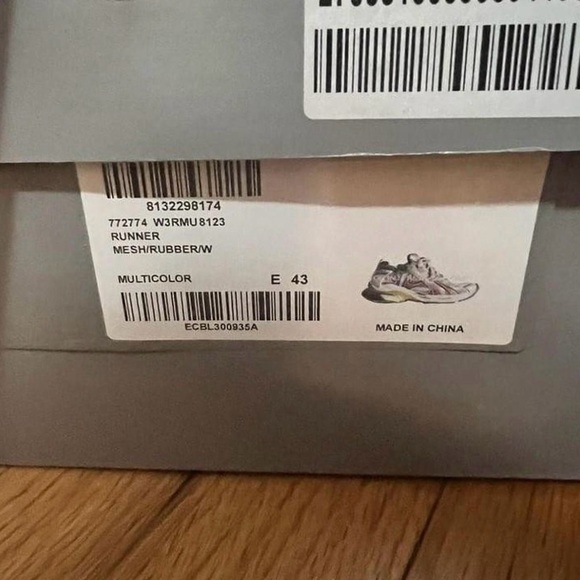 8132298174
772774 W3RMU8123
RUNNER
MESH/RUBBER/W
MULTICOLOR E 43
ECBL300935A
MADE IN CHINA